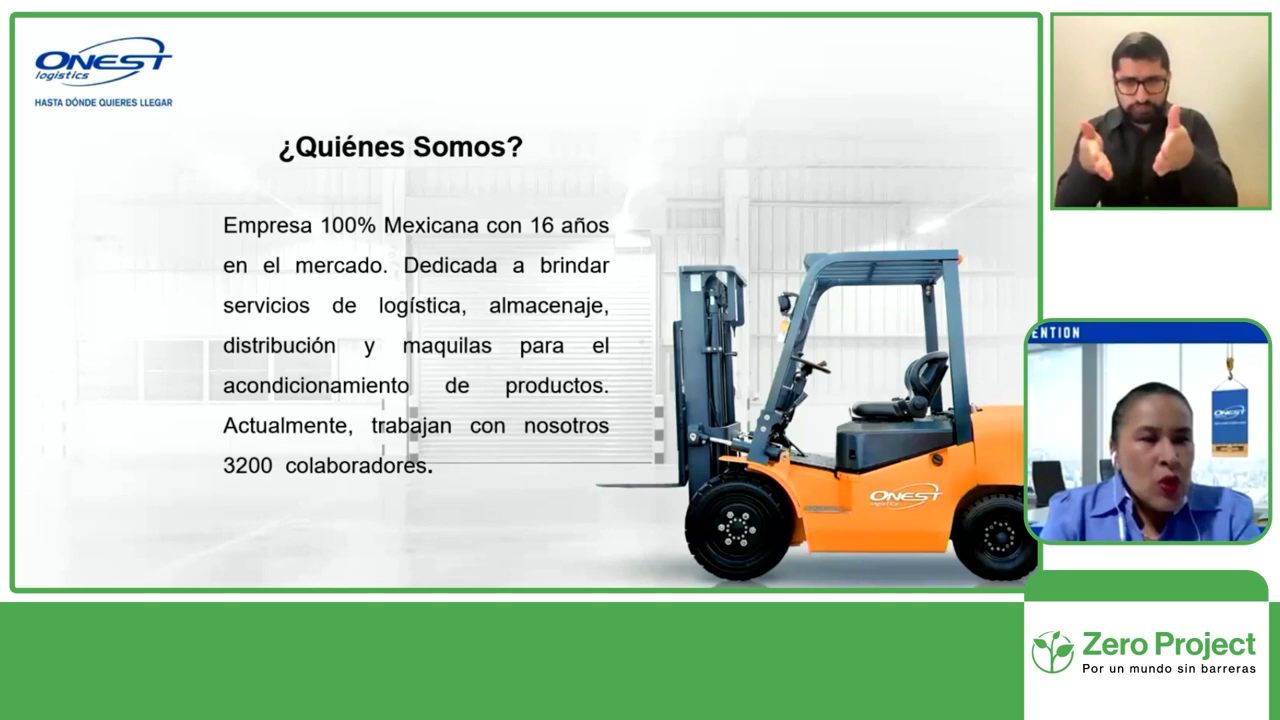 ONEST
logistics
HASTA DÓNDE QUIERES LLEGAR
¿Quiénes Somos?
Empresa 100% Mexicana con 16 años
en el mercado. Dedicada a brindar
servicios de logística, almacenaje,
distribución y maquilas para el
acondicionamiento de productos.
Actualmente, trabajan con nosotros
3200 colaboradores.
ONEST
logistics
ENTION
ONEST
Zero Project
Por un mundo sin barreras